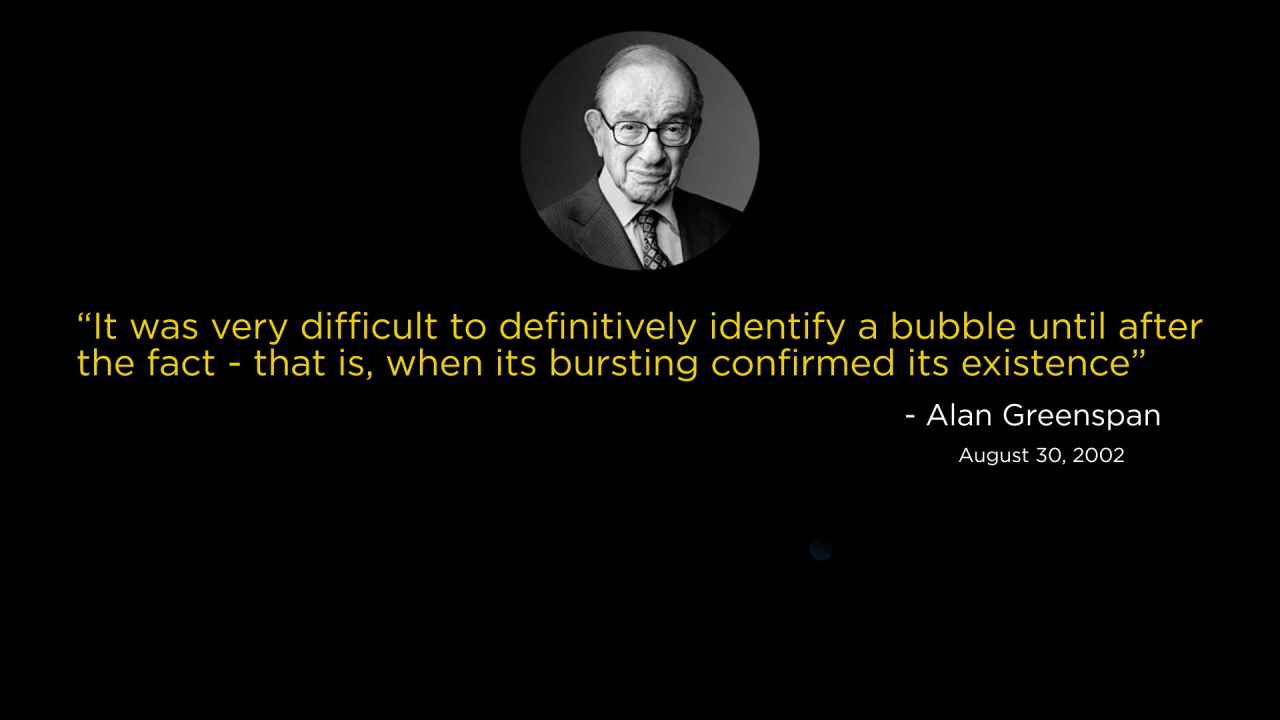 “It was very difficult to definitively identify a bubble until after
the fact - that is, when its bursting confirmed its existence”
- Alan Greenspan
August 30, 2002